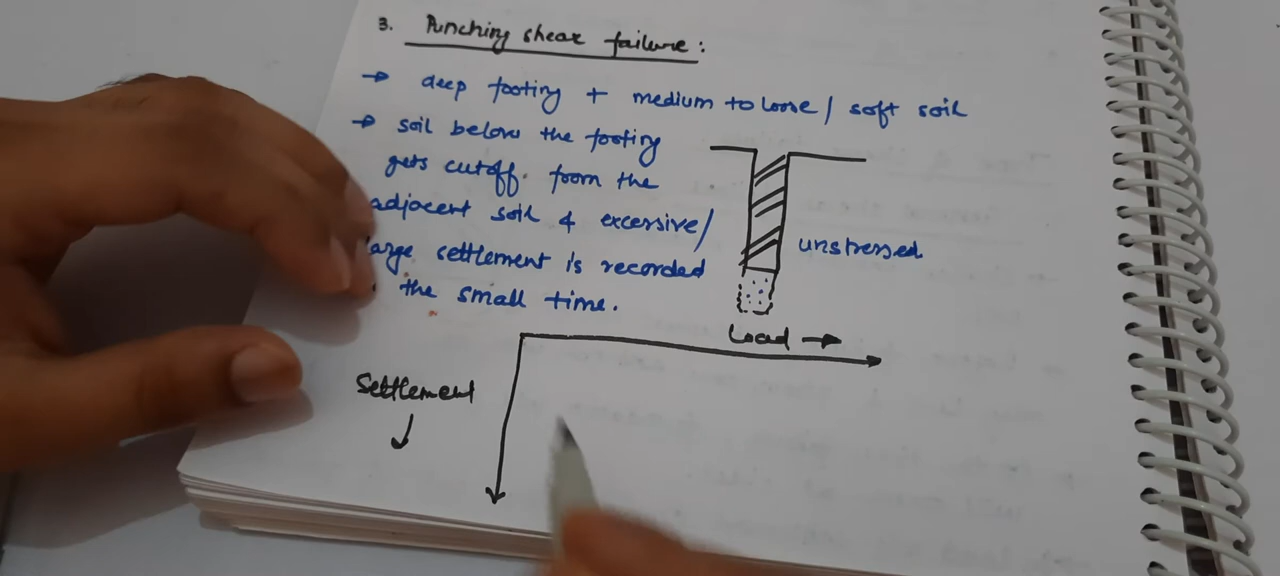 3. Punching shear failure:
→ deep footing + medium to loose / soft soil
→ soil below the footing
gets cutoff. from the
adjacent soil & excessive/
large settlement is recorded
the small time.
unstressed
Load →
Settlement
↓